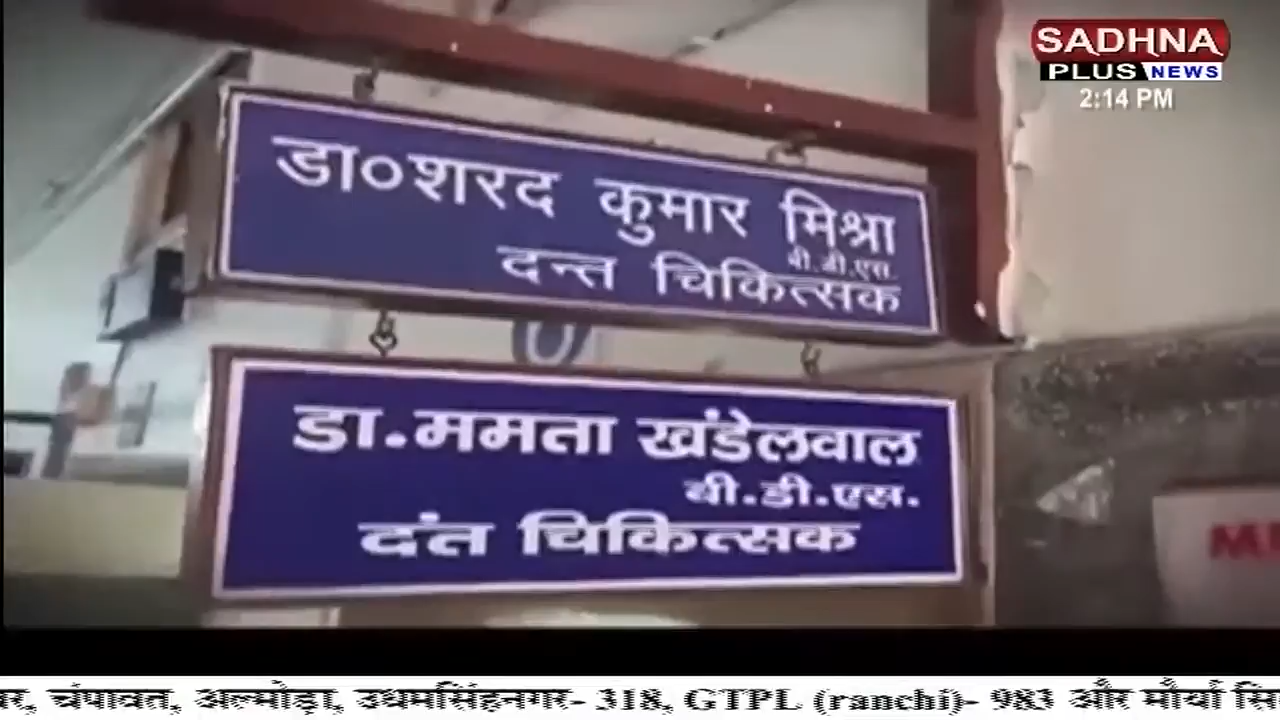 SADHNA
PLUS NEWS
2:14 PM
डा०शरद कुमार मिश्रा
बी.डी.एस.
दन्त चिकित्सक
डा.ममता खंडेलवाल
बी.डी.एस.
दंत चिकित्सक
चंपावत, अल्मोड़ा, उधमसिंहनगर- 318, GTPL (ranchi)- 983 और मौर्या